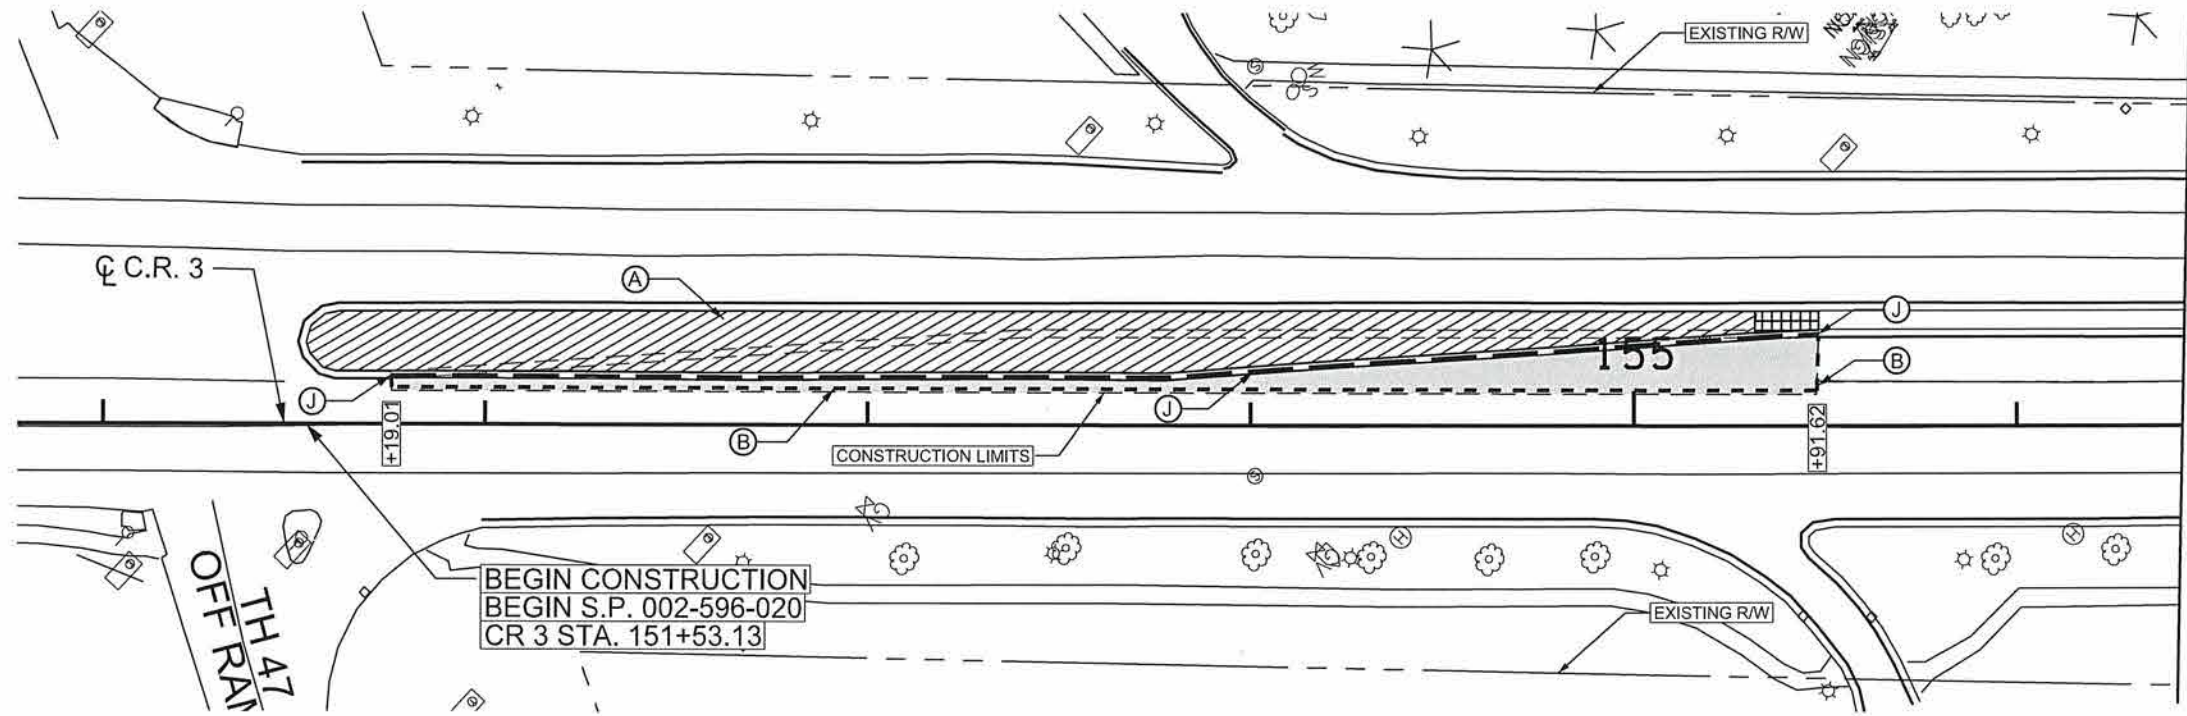 EXISTING R/W
℄ C.R. 3
A
J
155
B
J
J
+19.01
B
CONSTRUCTION LIMITS
+91.62
S
S
H
H
BEGIN CONSTRUCTION
BEGIN S.P. 002-596-020
CR 3 STA. 151+53.13
EXISTING R/W
TH 47
OFF RAM